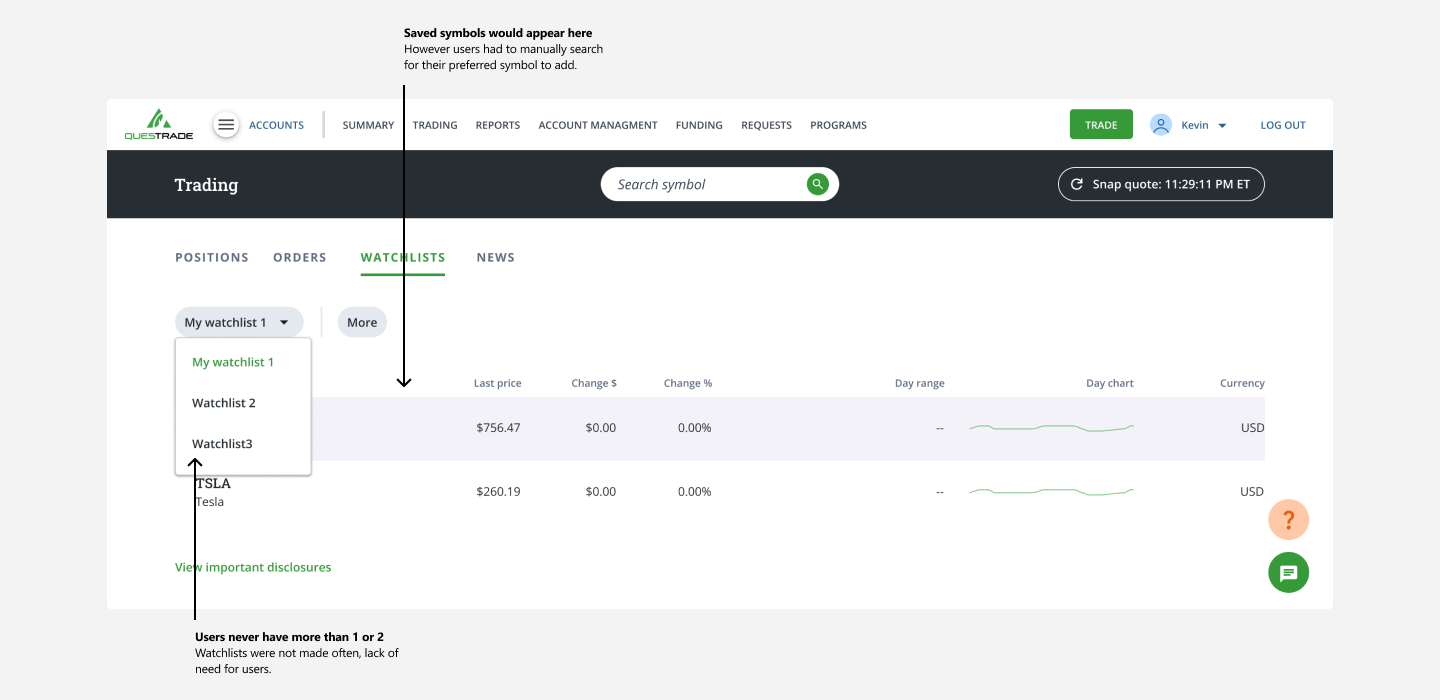 Saved symbols would appear here
However users had to manually search
for their preferred symbol to add.
QUESTRADE
ACCOUNTS
SUMMARY TRADING REPORTS ACCOUNT MANAGMENT FUNDING REQUESTS PROGRAMS
TRADE
Kevin
LOG OUT
Trading
Search symbol
Snap quote: 11:29:11 PM ET
POSITIONS ORDERS WATCHLISTS NEWS
My watchlist 1
More
My watchlist 1
Watchlist 2
Watchlist3
Last price Change $ Change % Day range Day chart Currency
$756.47 $0.00 0.00% -- USD
TSLA
Tesla
$260.19 $0.00 0.00% -- USD
?
View important disclosures
Users never have more than 1 or 2
Watchlists were not made often, lack of
need for users.